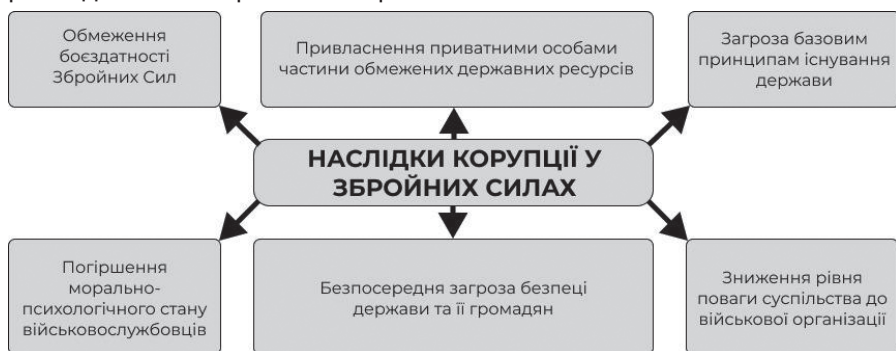 Обмеження
боєздатності
Збройних Сил
Привласнення приватними особами
частини обмежених державних ресурсів
Загроза базовим
принципам існування
держави
НАСЛІДКИ КОРУПЦІЇ У
ЗБРОЙНИХ СИЛАХ
Погіршення
морально-
психологічного стану
військовослужбовців
Безпосередня загроза безпеці
держави та її громадян
Зниження рівня
поваги суспільства до
військової організації